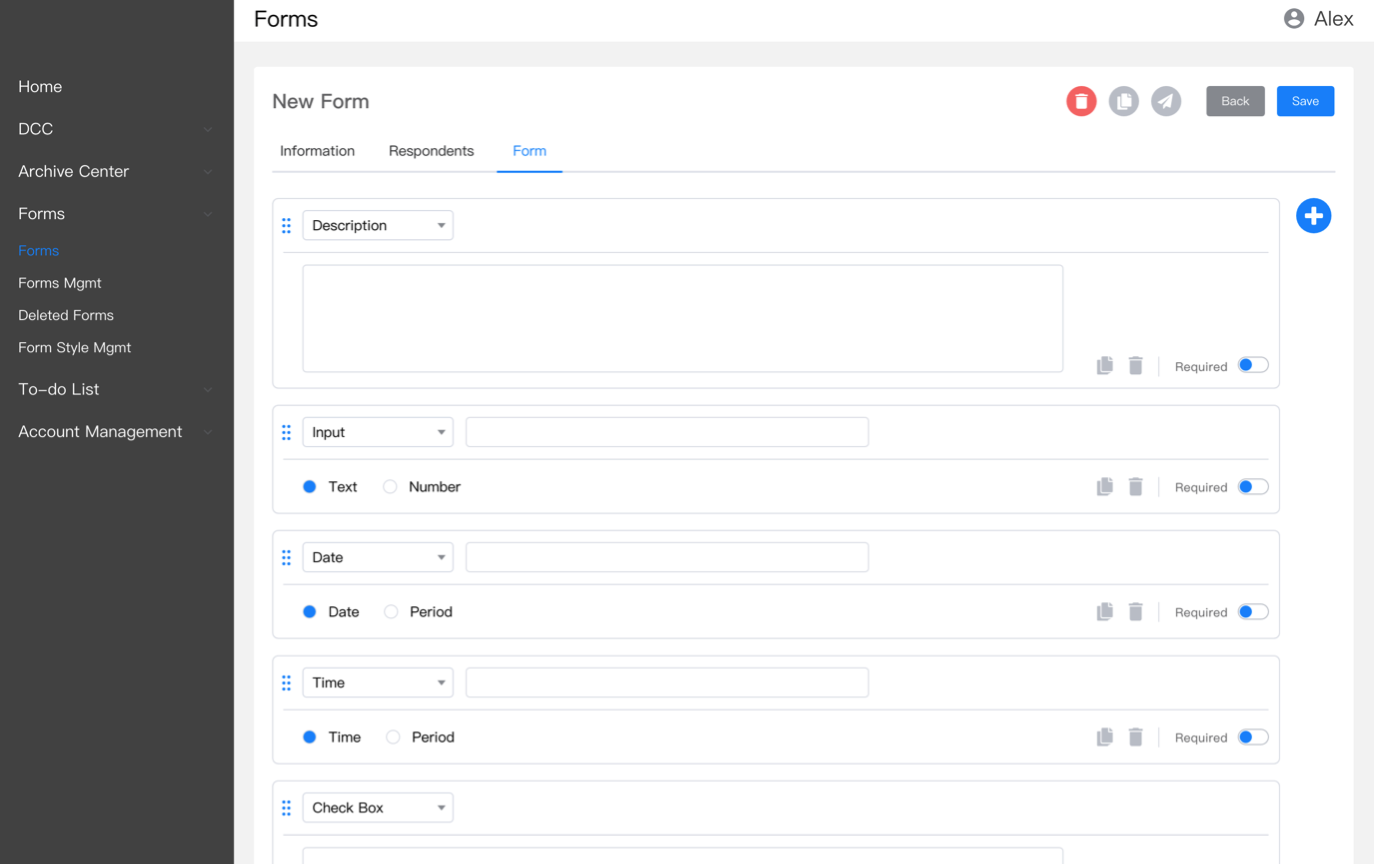 Forms
Alex
Home
DCC
Archive Center
Forms
Forms
Forms Mgmt
Deleted Forms
Form Style Mgmt
To-do List
Account Management
New Form
Back
Save
Information
Respondents
Form
Description
Required
Input
Text
Number
Required
Date
Date
Period
Required
Time
Time
Period
Required
Check Box